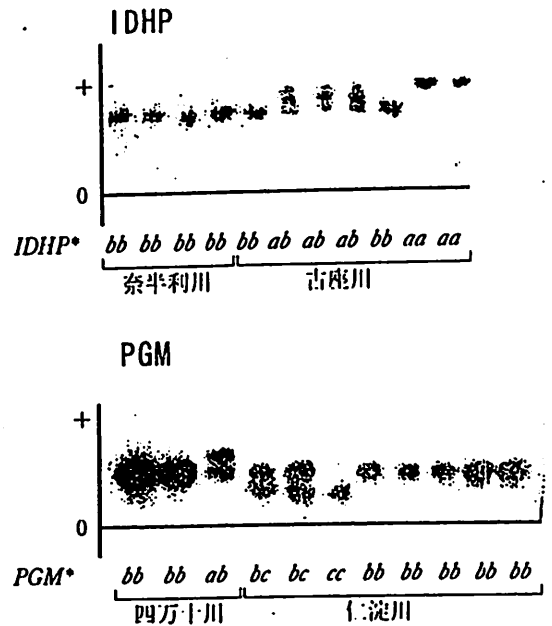 IDHP
+
0
IDHP* bb bb bb bb bb ab ab ab bb aa aa
奈半利川 古座川
PGM
+
0
PGM* bb bb ab bc bc cc bb bb bb bb bb
四万十川 仁淀川